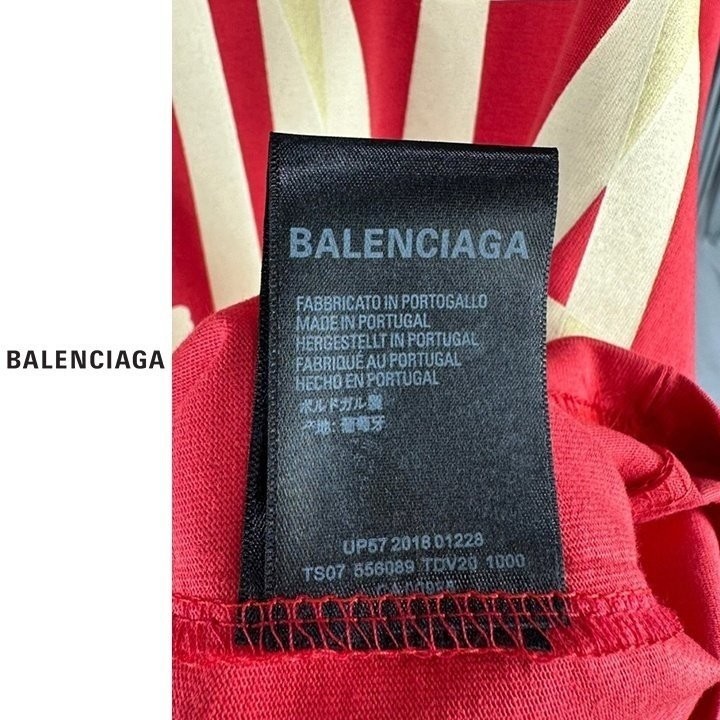 BALENCIAGA
BALENCIAGA
FABBRICATO IN PORTOGALLO
MADE IN PORTUGAL
HERGESTELLT IN PORTUGAL
FABRIQUÉ AU PORTUGAL
HECHO EN PORTUGAL
ポルトガル製
产地: 葡萄牙
UP57 2018 01228
TS07 556089 TDV20 1000